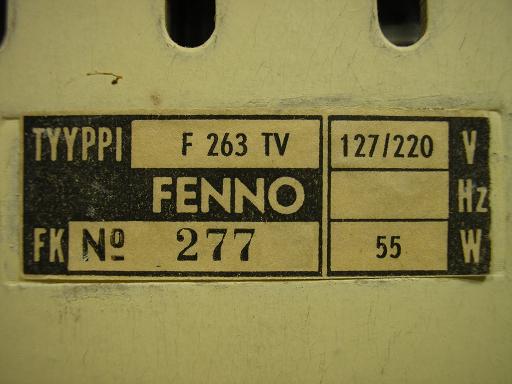 TYYPPI F 263 TV 127/220 V
FENNO Hz
FK Nº 277 55 W